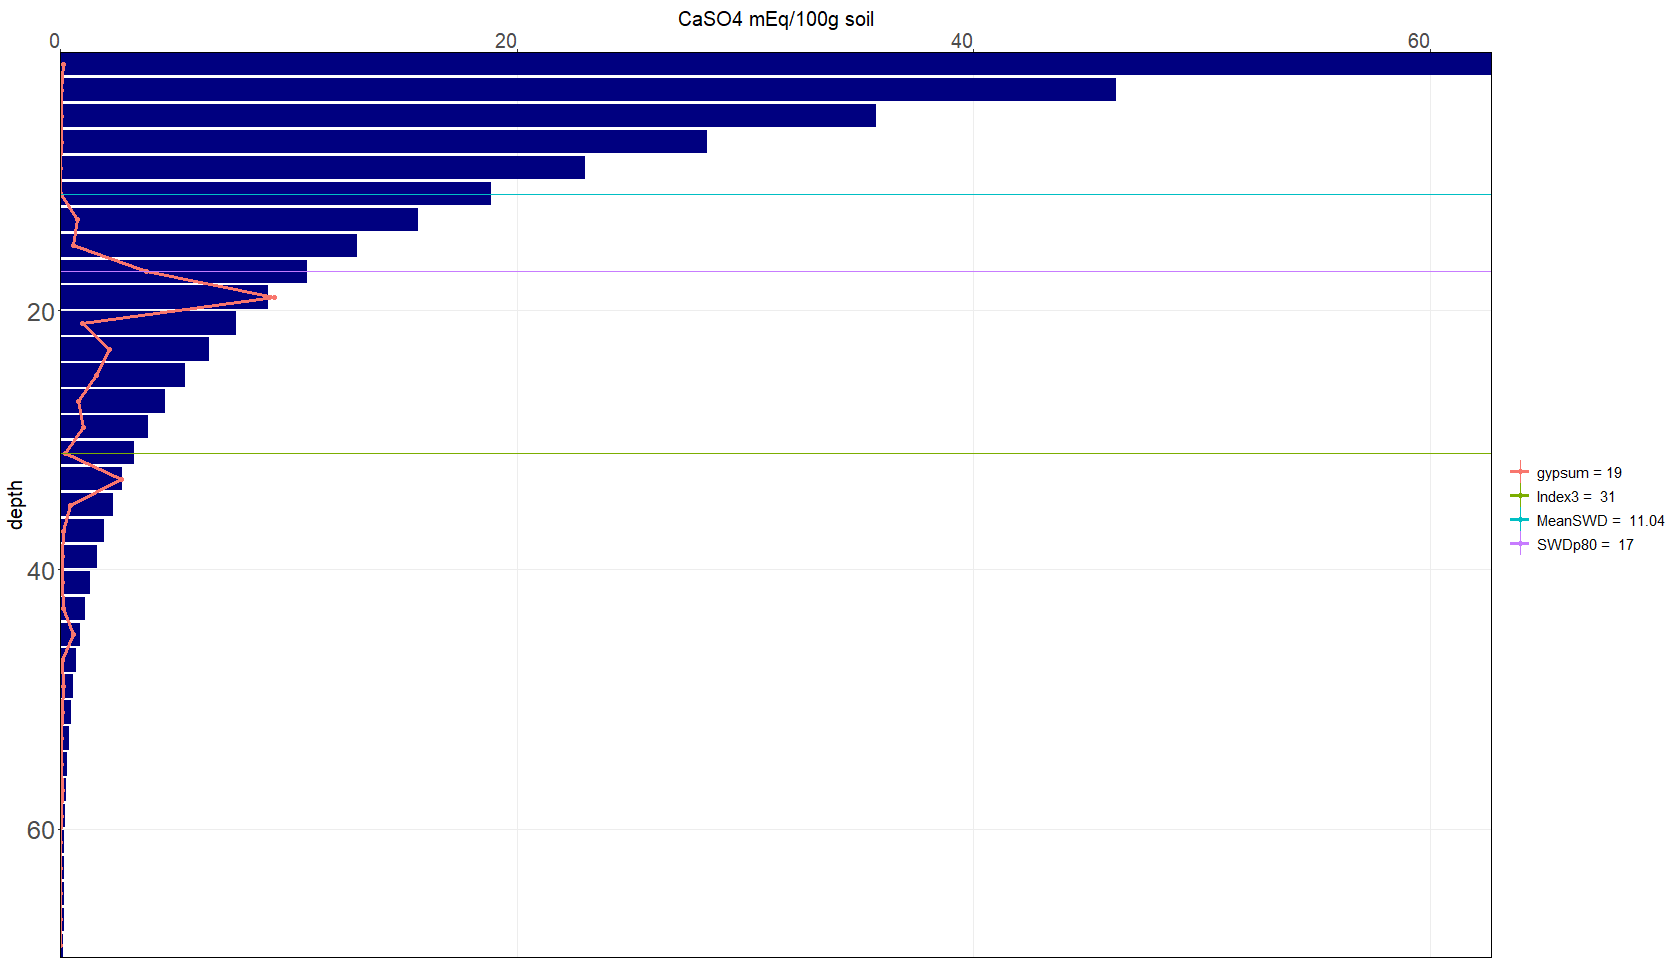 CaSO4 mEq/100g soil
0 20 40 60
20
40
60
depth
gypsum = 19
Index3 =  31
MeanSWD =  11.04
SWDp80 =  17